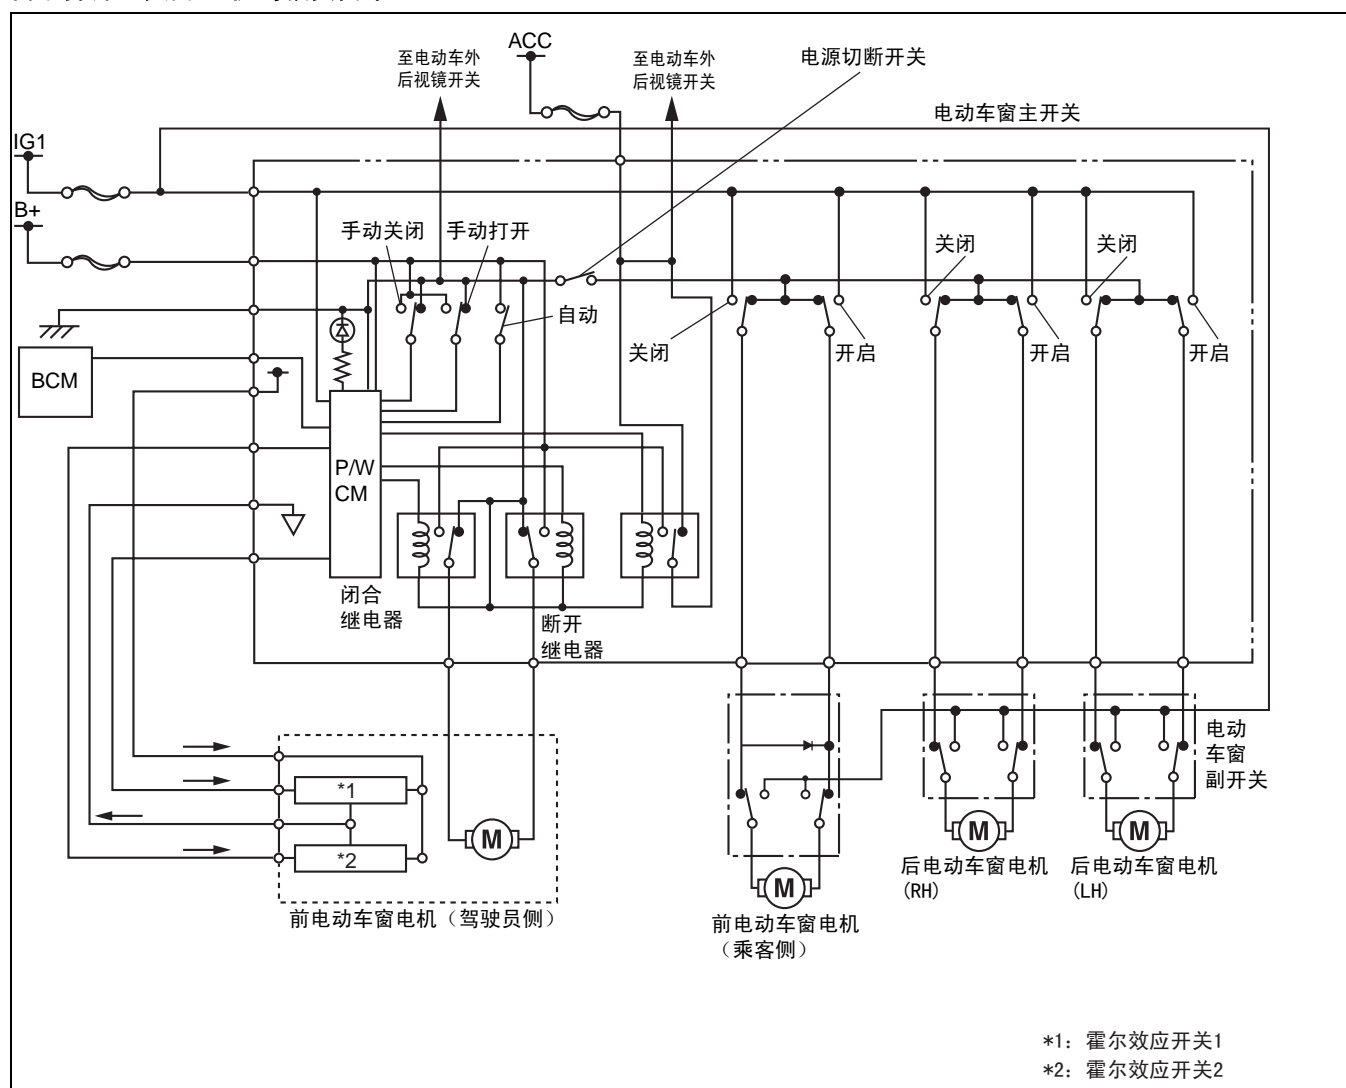 ACC
至电动车外
后视镜开关
至电动车外
后视镜开关
电源切断开关
电动车窗主开关
IG1
B+
手动关闭
手动打开
关闭
关闭
自动
关闭
开启
开启
开启
BCM
P/W
CM
闭合
继电器
断开
继电器
电动
车窗
副开关
*1
M
M
M
*2
M
后电动车窗电机
(RH)
后电动车窗电机
(LH)
前电动车窗电机（驾驶员侧）
前电动车窗电机
（乘客侧）
*1：霍尔效应开关1
*2：霍尔效应开关2